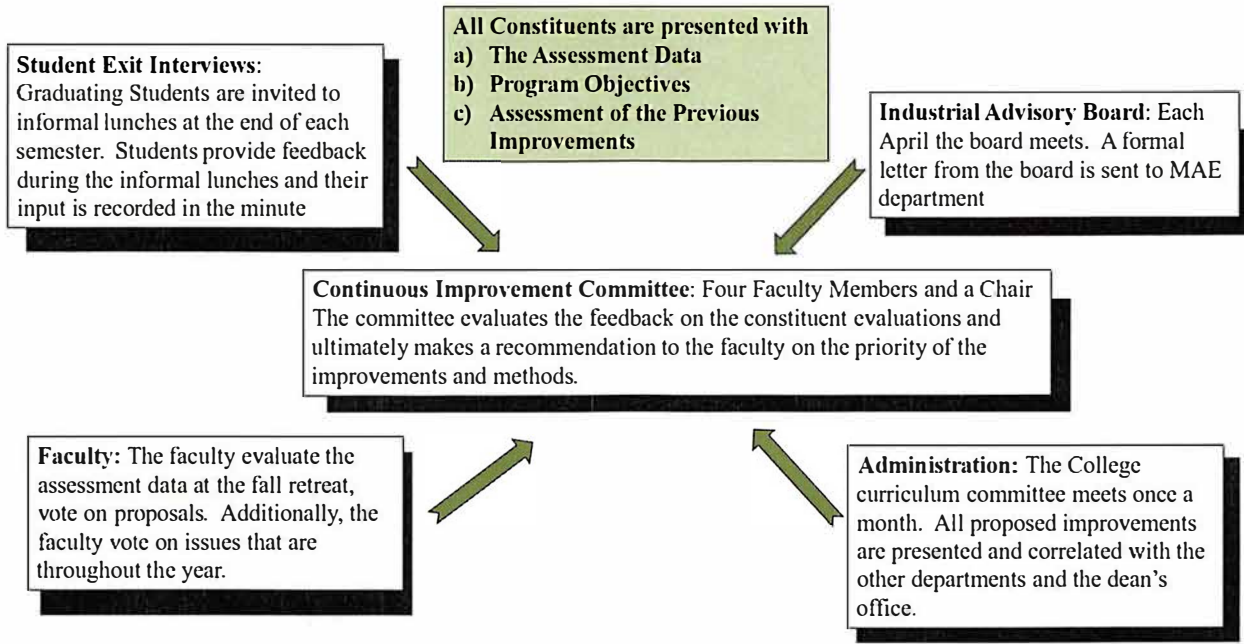 All Constituents are presented with
a) The Assessment Data
b) Program Objectives
c) Assessment of the Previous
Improvements
Student Exit Interviews:
Graduating Students are invited to
informal lunches at the end of each
semester. Students provide feedback
during the informal lunches and their
input is recorded in the minute
Industrial Advisory Board: Each
April the board meets. A formal
letter from the board is sent to MAE
department
Continuous Improvement Committee: Four Faculty Members and a Chair
The committee evaluates the feedback on the constituent evaluations and
ultimately makes a recommendation to the faculty on the priority of the
improvements and methods.
Faculty: The faculty evaluate the
assessment data at the fall retreat,
vote on proposals. Additionally, the
faculty vote on issues that are
throughout the year.
Administration: The College
curriculum committee meets once a
month. All proposed improvements
are presented and correlated with the
other departments and the dean's
office.